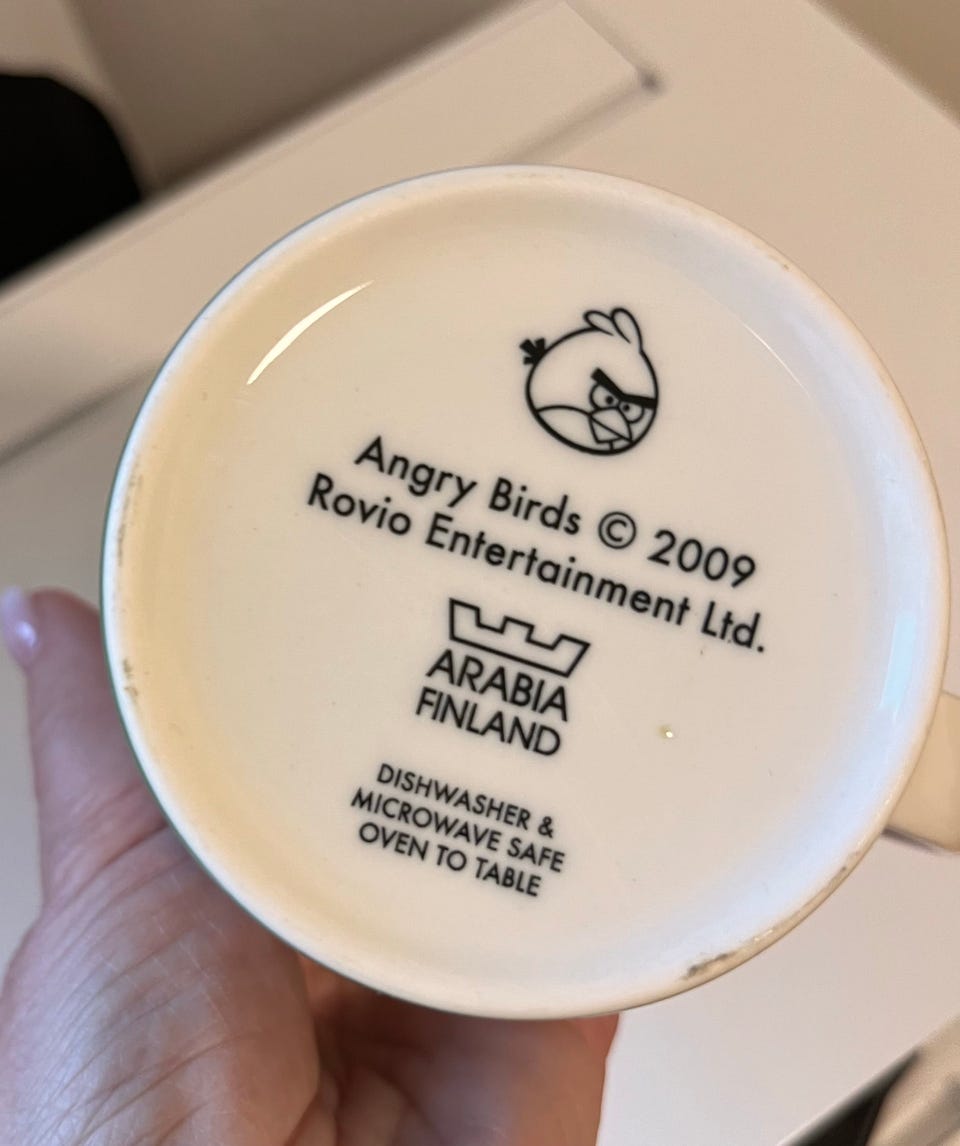 Angry Birds © 2009
Rovio Entertainment Ltd.
ARABIA
FINLAND
DISHWASHER &
MICROWAVE SAFE
OVEN TO TABLE